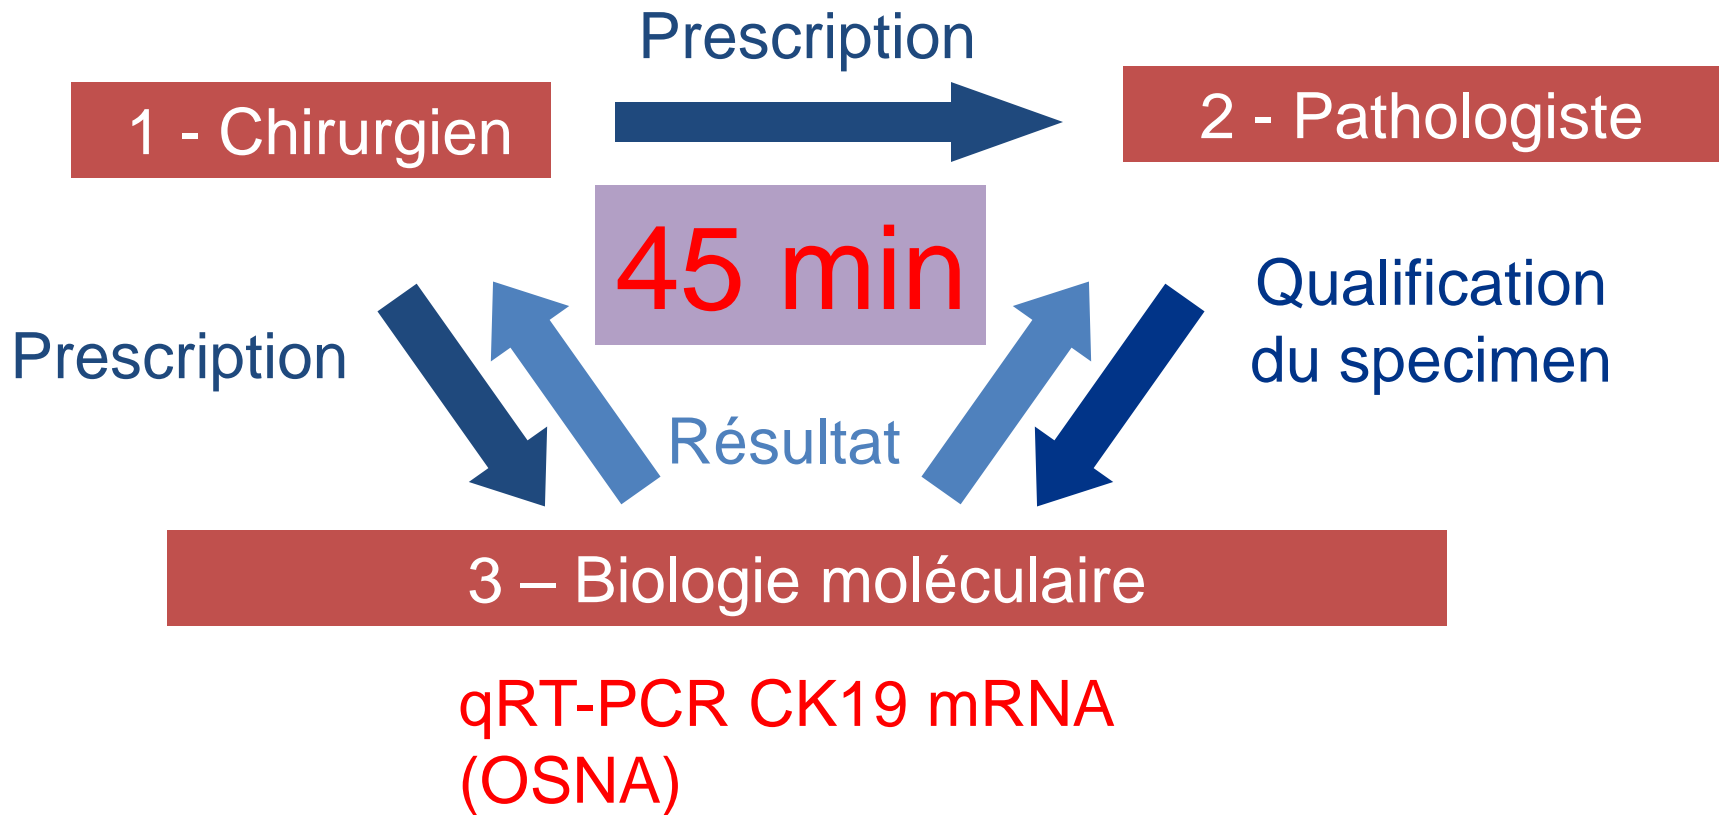 Prescription
1 - Chirurgien
2 - Pathologiste
45 min
Prescription
Qualification
du specimen
Résultat
3 – Biologie moléculaire
qRT-PCR CK19 mRNA
(OSNA)